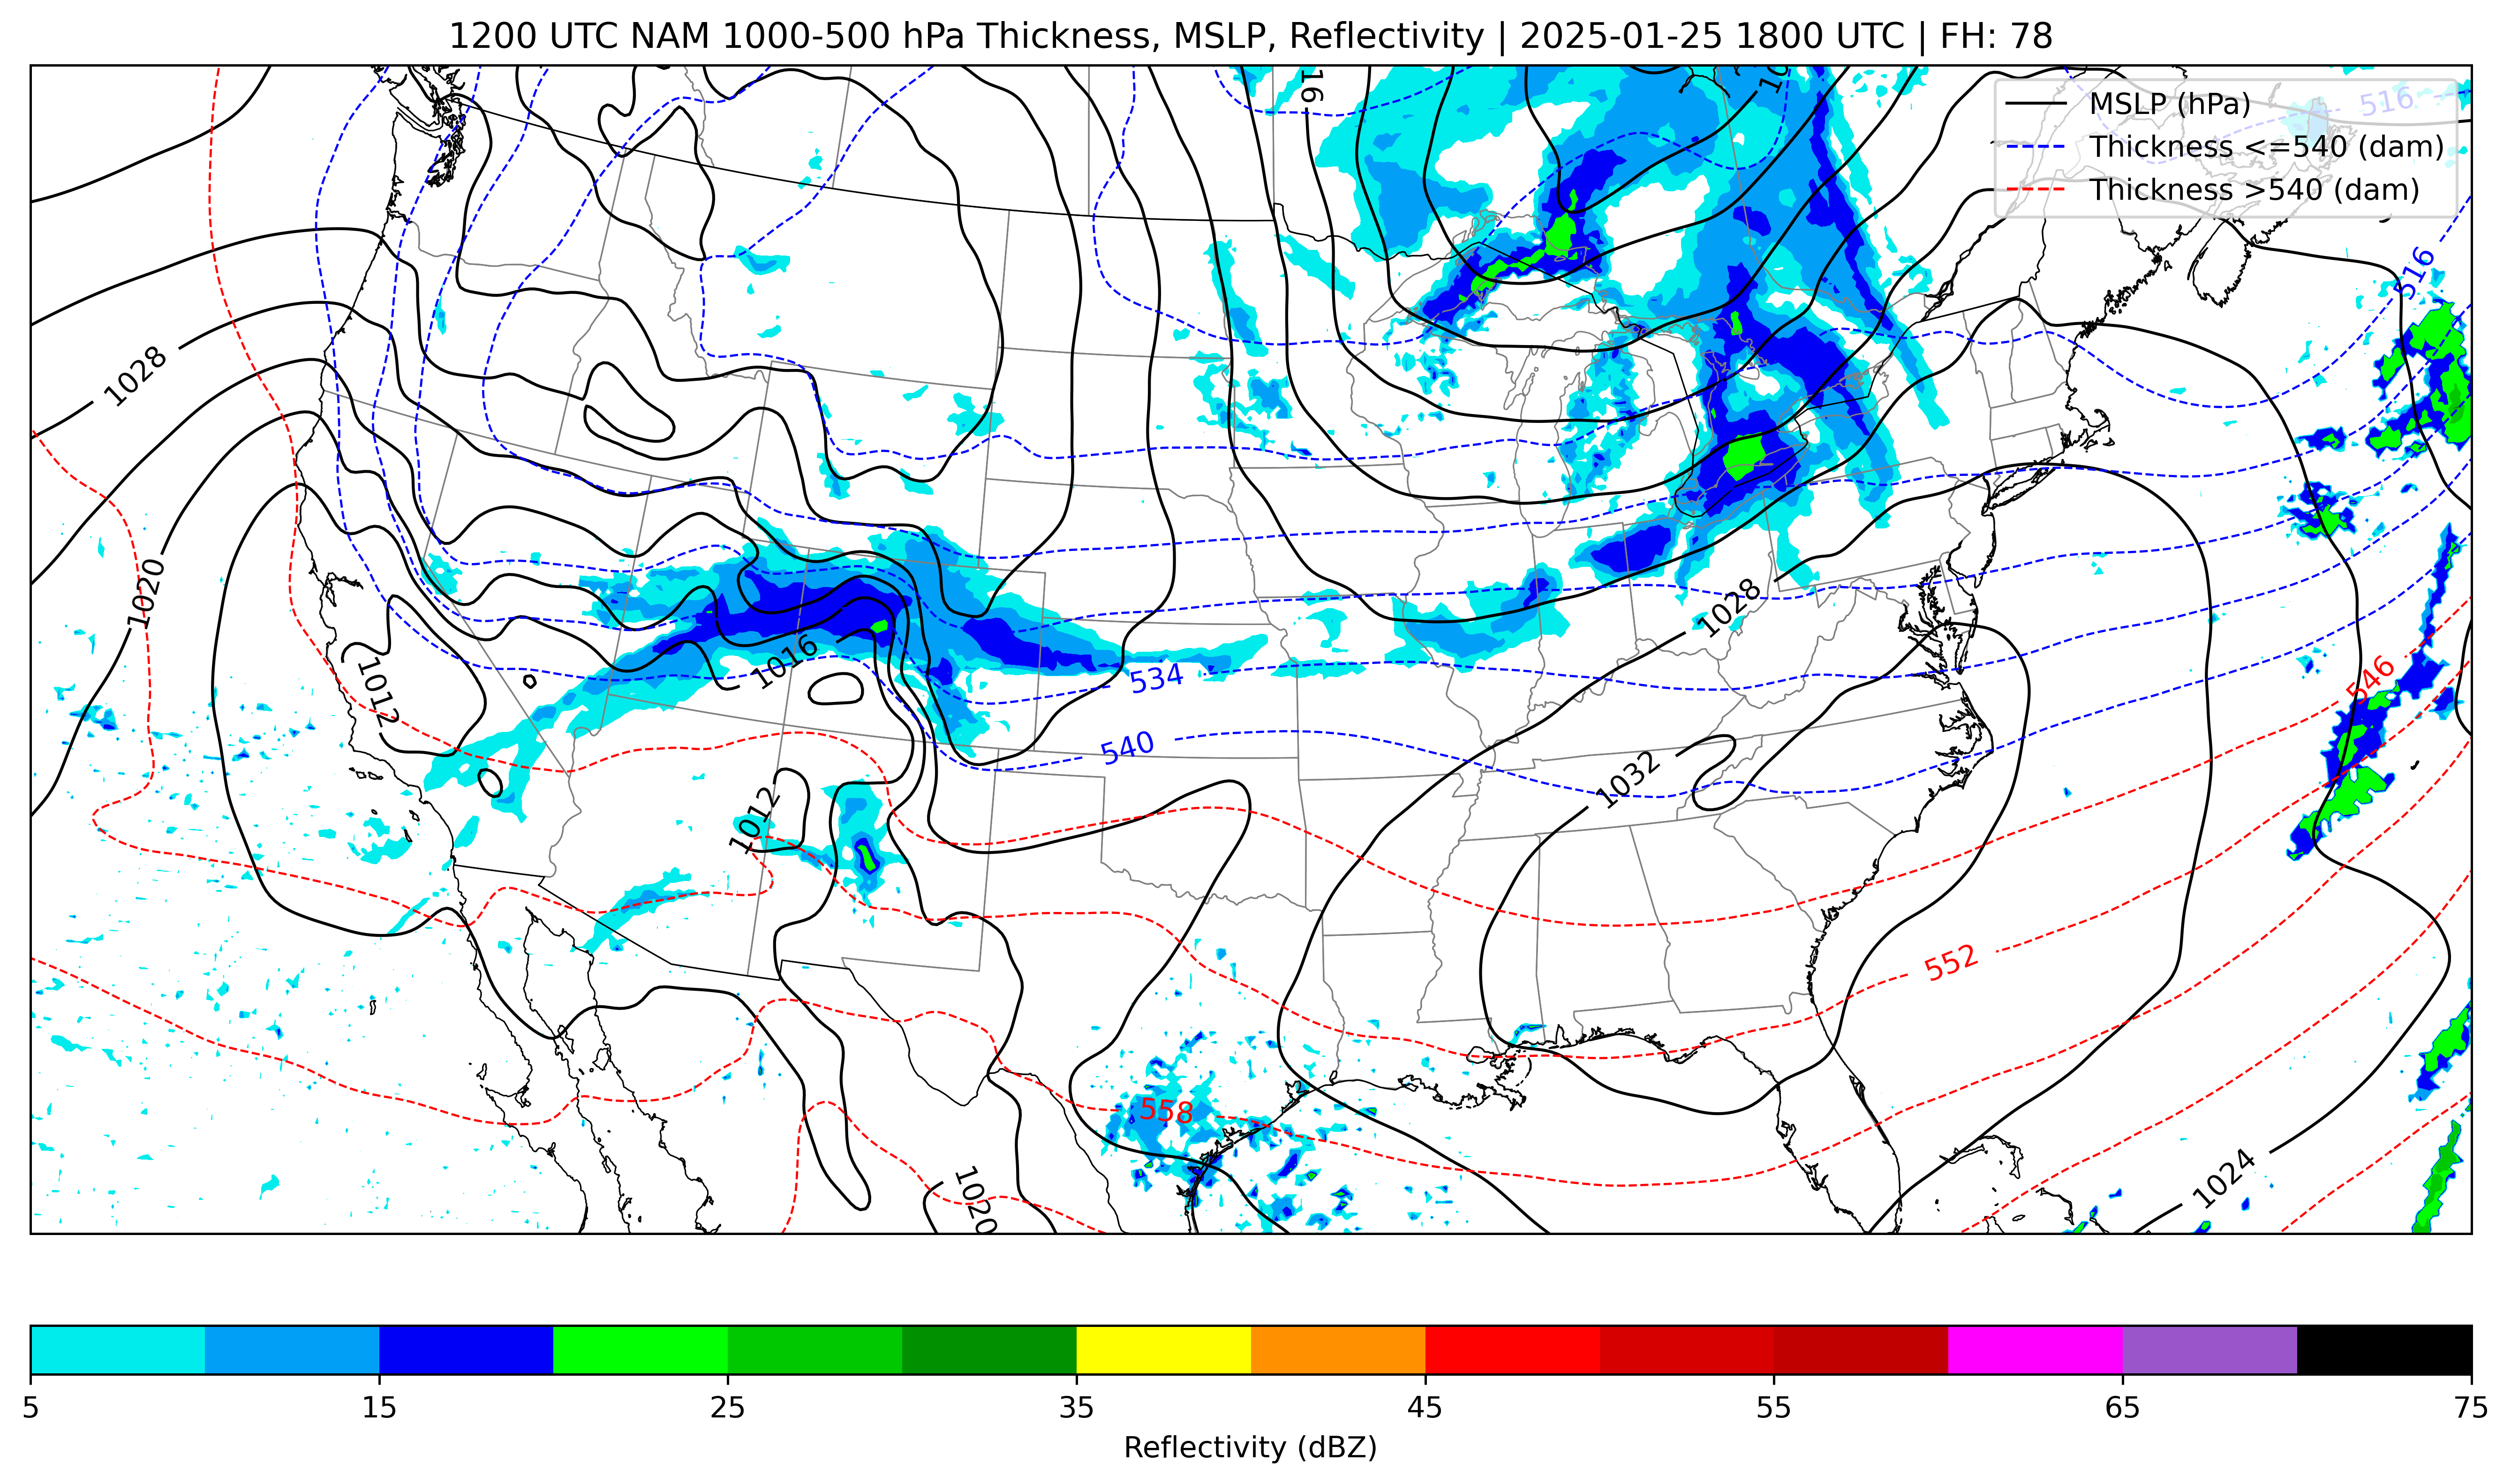 1200 UTC NAM 1000-500 hPa Thickness, MSLP, Reflectivity | 2025-01-25 1800 UTC | FH: 78
MSLP (hPa)
Thickness <=540 (dam)
Thickness >540 (dam)
516
516
1028
1020
1012
1016
1012
534
540
1028
1032
546
552
558
1020
1024
5 15 25 35 45 55 65 75
Reflectivity (dBZ)